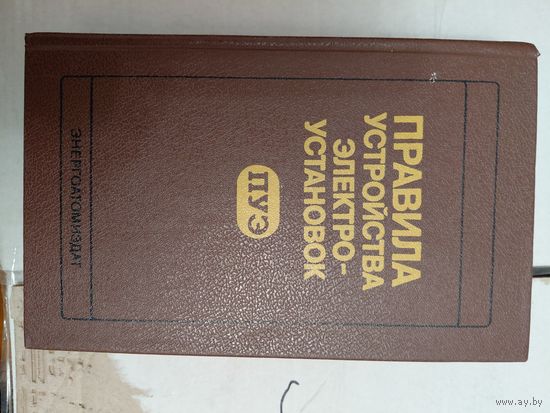 ПРАВИЛА
УСТРОЙСТВА
ЭЛЕКТРО-
УСТАНОВОК
ПУЭ
ЭНЕРГОАТОМИЗДАТ
www.ay.by